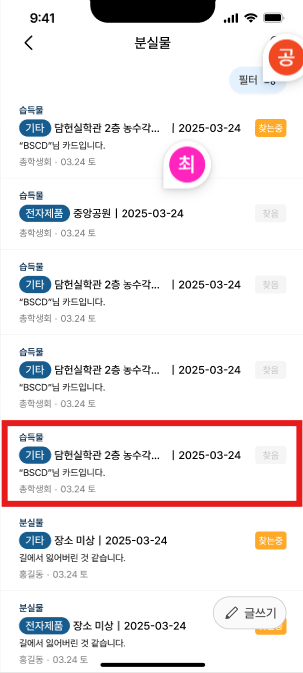 9:41
분실물
공
필터
습득물
기타 담헌실학관 2층 농수각... | 2025-03-24 찾는중
“BSCD”님 카드입니다.
총학생회 · 03.24 토
최
습득물
전자제품 중앙공원 | 2025-03-24 찾음
총학생회 · 03.24 토
습득물
기타 담헌실학관 2층 농수각... | 2025-03-24 찾음
“BSCD”님 카드입니다.
총학생회 · 03.24 토
습득물
기타 담헌실학관 2층 농수각... | 2025-03-24 찾음
“BSCD”님 카드입니다.
총학생회 · 03.24 토
습득물
기타 담헌실학관 2층 농수각... | 2025-03-24 찾음
“BSCD”님 카드입니다.
총학생회 · 03.24 토
분실물
기타 장소 미상 | 2025-03-24 찾는중
길에서 잃어버린 것 같습니다.
홍길동 · 03.24 토
분실물
전자제품 장소 미상 | 2025-03-24
글쓰기
길에서 잃어버린 것 같습니다.
홍길동 · 03.24 토